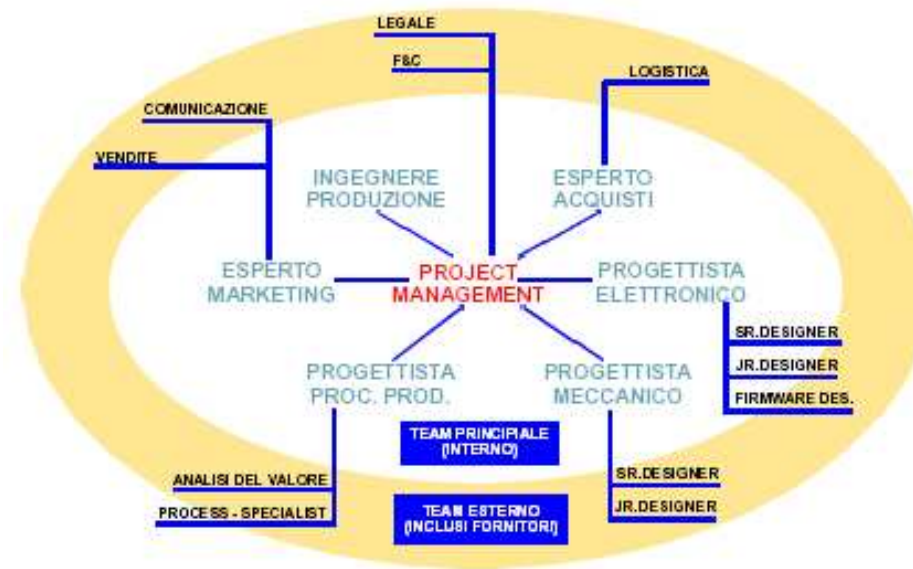 LEGALE
F&C
LOGISTICA
COMUNICAZIONE
VENDITE
INGEGNERE
PRODUZIONE
ESPERTO
ACQUISTI
ESPERTO
MARKETING
PROJECT
MANAGEMENT
PROGETTISTA
ELETTRONICO
SR.DESIGNER
JR.DESIGNER
FIRMWARE DES.
PROGETTISTA
PROC. PROD.
PROGETTISTA
MECCANICO
TEAM PRINCIPIALE
(INTERNO)
ANALISI DEL VALORE
PROCESS - SPECIALIST
SR.DESIGNER
JR.DESIGNER
TEAM ESTERNO
(INCLUSI FORNITORI)